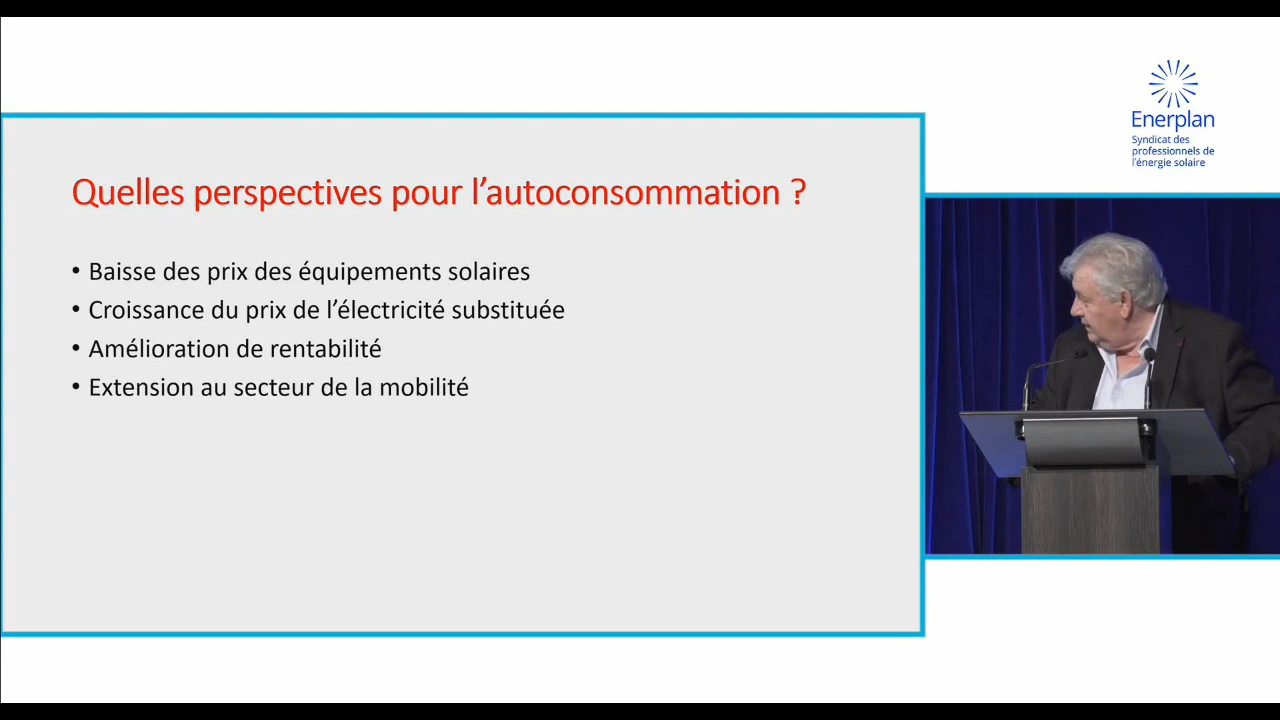 Quelles perspectives pour l’autoconsommation ?
• Baisse des prix des équipements solaires
• Croissance du prix de l’électricité substituée
• Amélioration de rentabilité
• Extension au secteur de la mobilité
Enerplan
Syndicat des
professionnels de
l’énergie solaire